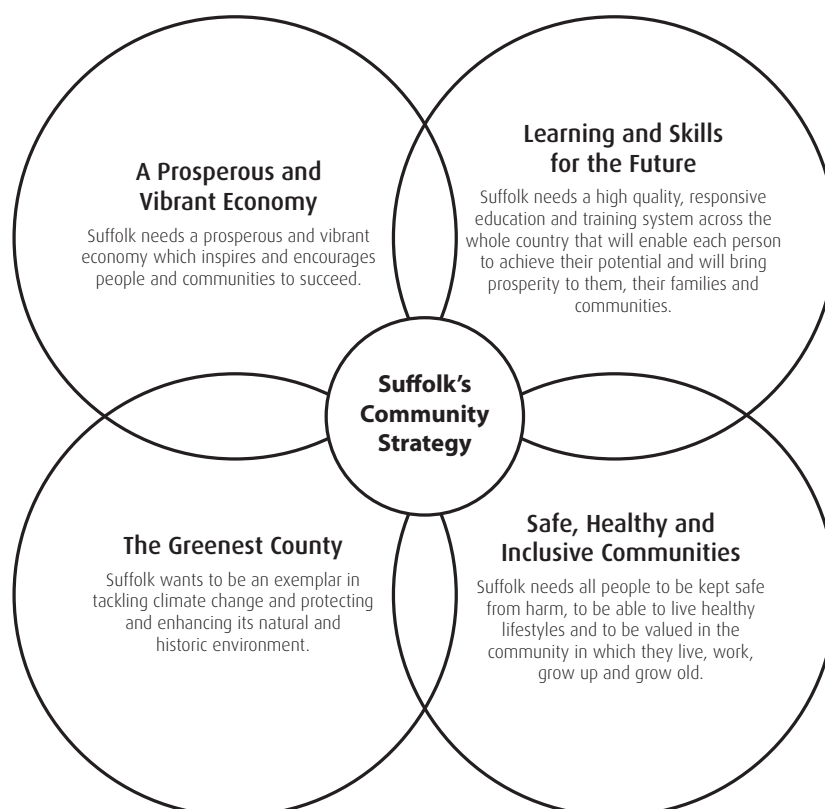 A Prosperous and
Vibrant Economy
Suffolk needs a prosperous and vibrant
economy which inspires and encourages
people and communities to succeed.
Learning and Skills
for the Future
Suffolk needs a high quality, responsive
education and training system across the
whole country that will enable each person
to achieve their potential and will bring
prosperity to them, their families and
communities.
Suffolk's
Community
Strategy
The Greenest County
Suffolk wants to be an exemplar in
tackling climate change and protecting
and enhancing its natural and
historic environment.
Safe, Healthy and
Inclusive Communities
Suffolk needs all people to be kept safe
from harm, to be able to live healthy
lifestyles and to be valued in the
community in which they live, work,
grow up and grow old.